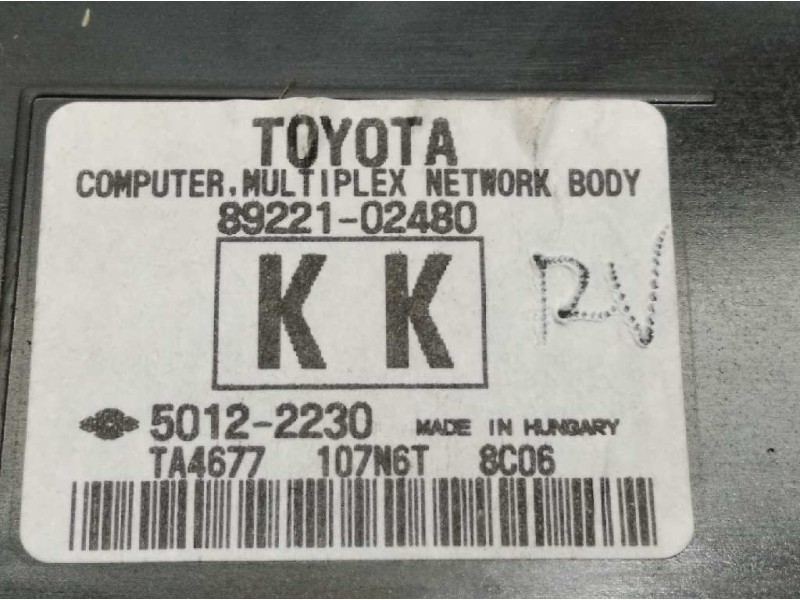 TOYOTA
COMPUTER,MULTIPLEX NETWORK BODY
89221-02480
K K
5012-2230 MADE IN HUNGARY
TA4677 107N6T 8C06